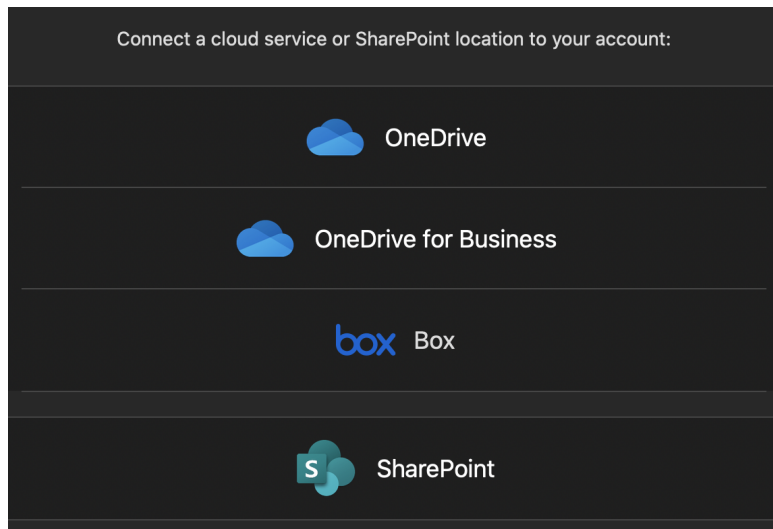 Connect a cloud service or SharePoint location to your account:
OneDrive
OneDrive for Business
box Box
S SharePoint